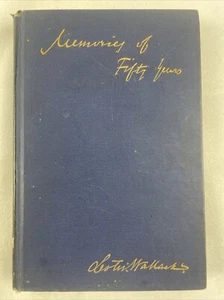 Memories of
Fifty Years
Lester Wallack